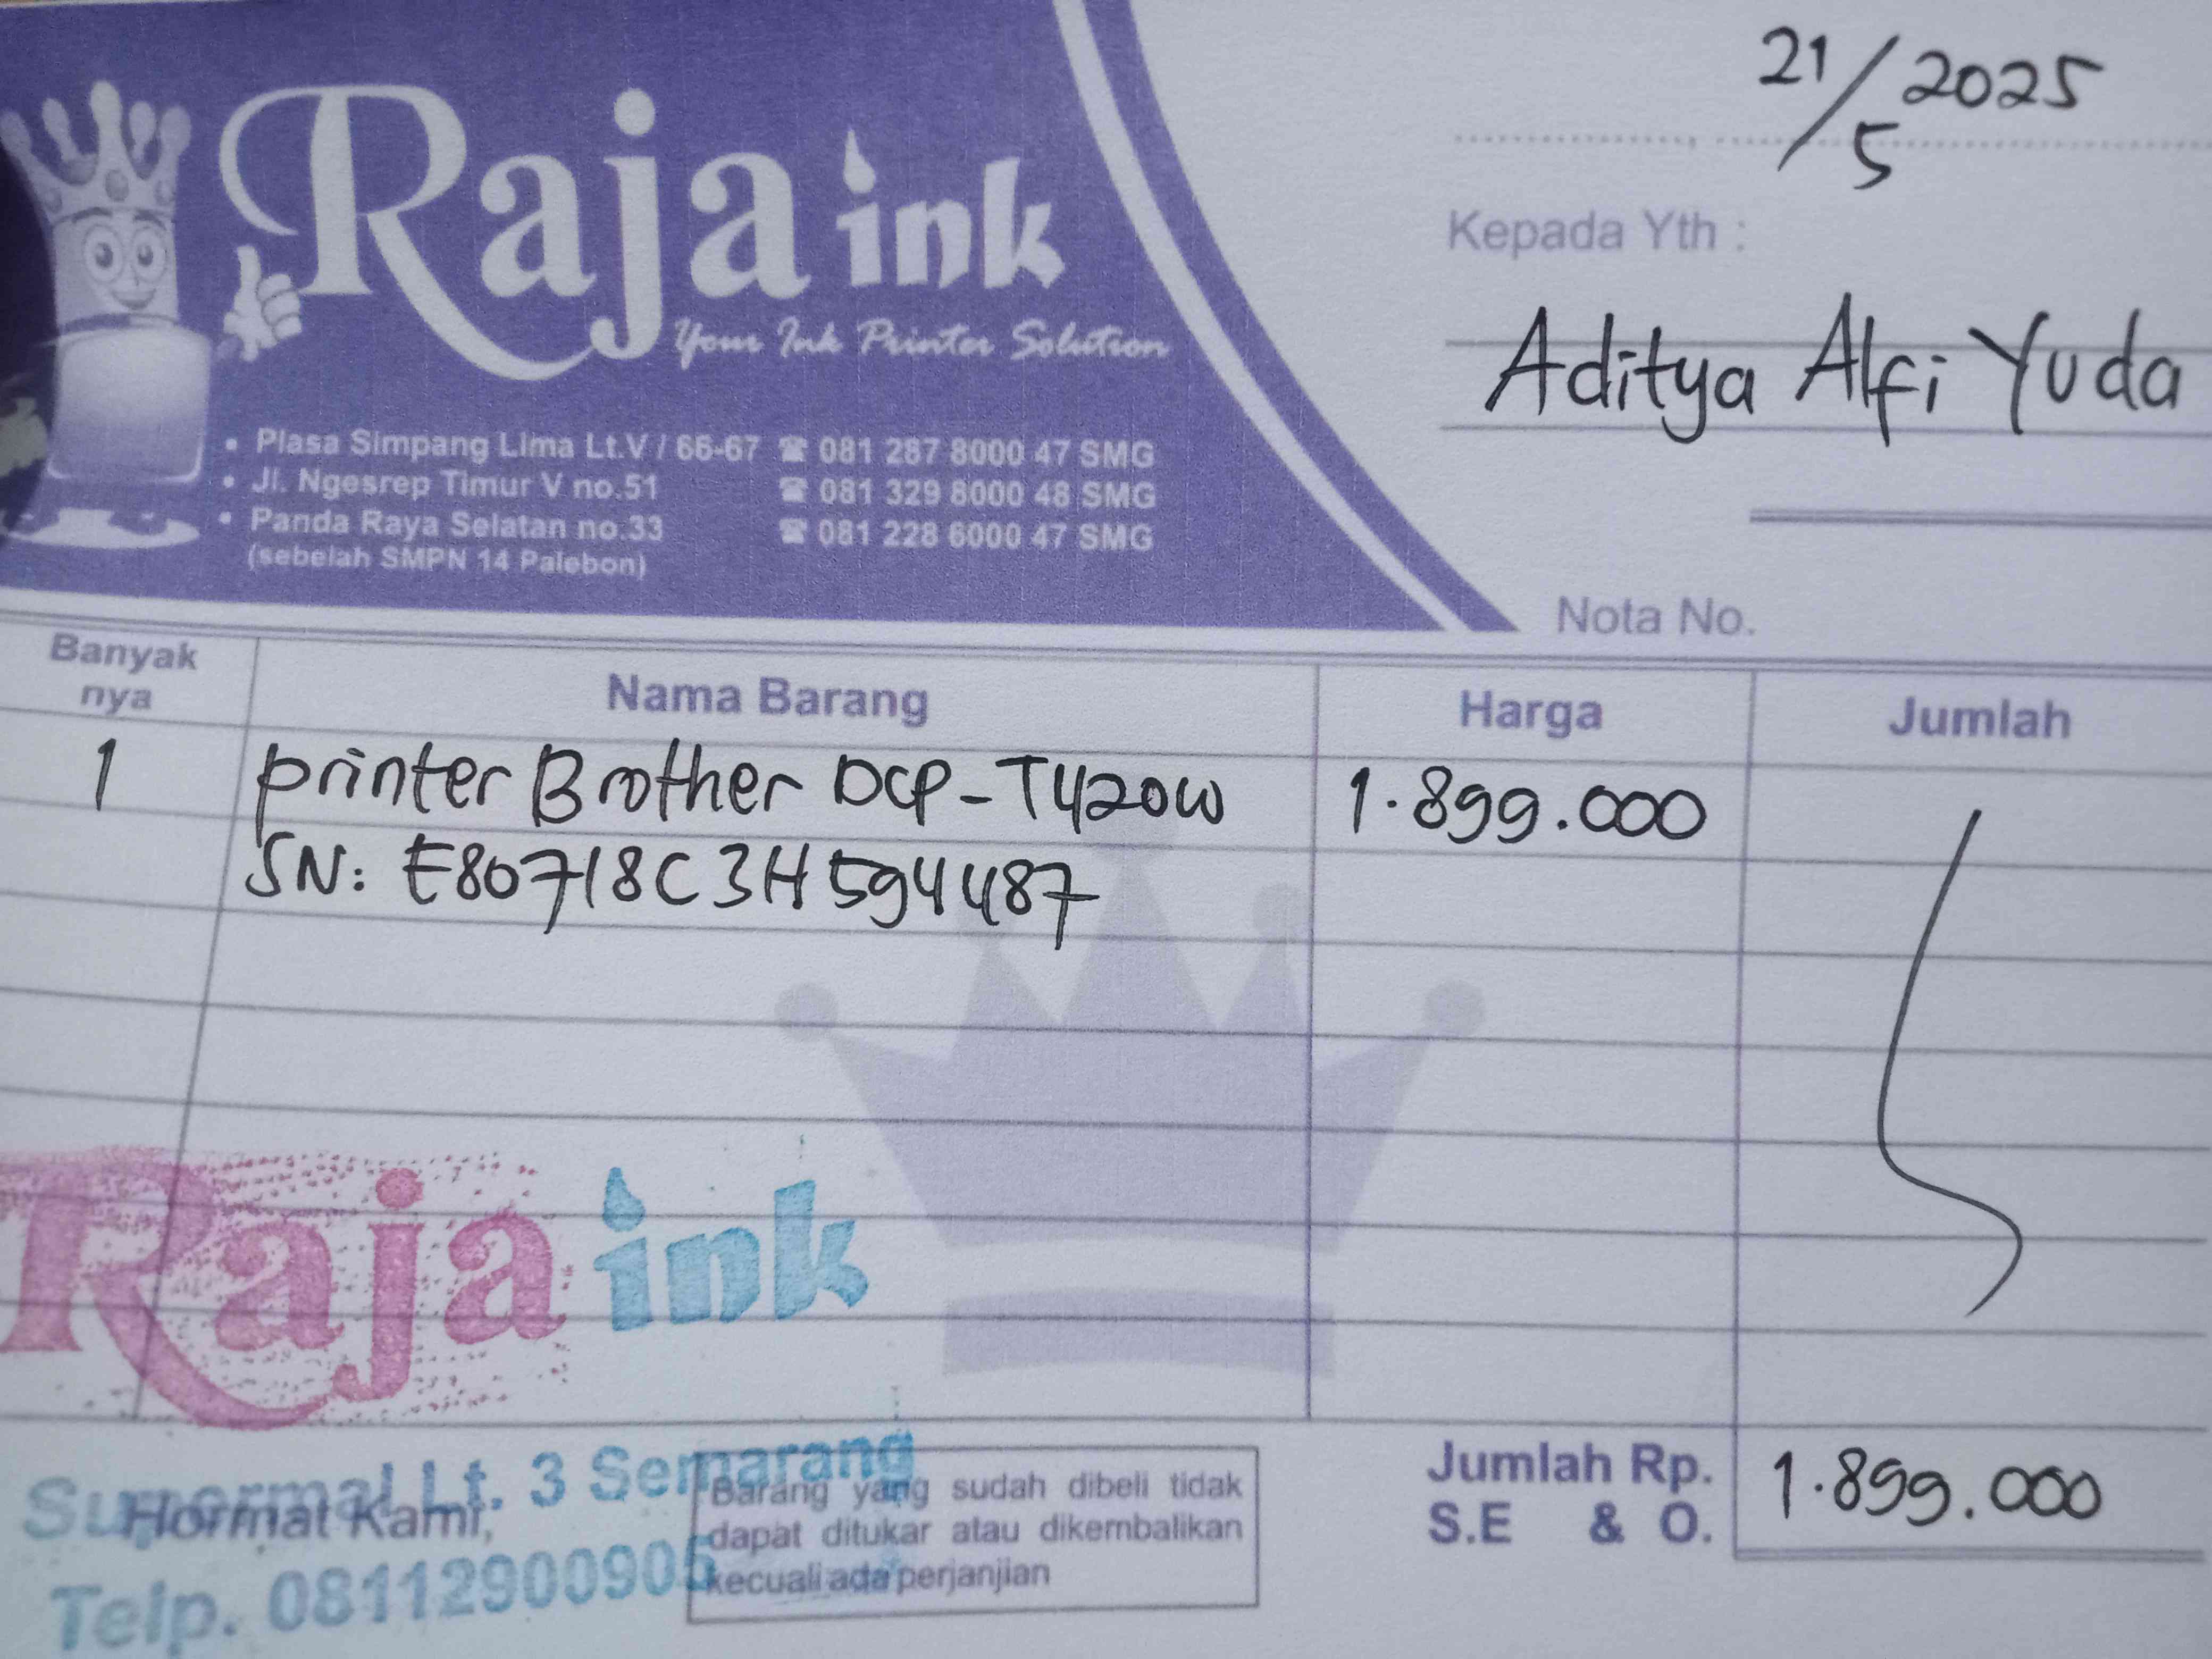 Raja ink
Your Ink Printer Solution
• Plasa Simpang Lima Lt.V / 66-67 ☎ 081 287 8000 47 SMG
• Jl. Ngesrep Timur V no.51 ☎ 081 329 8000 48 SMG
• Panda Raya Selatan no.33 ☎ 081 228 6000 47 SMG
(sebelah SMPN 14 Palebon)
21/5 2025
Kepada Yth :
Aditya Alfi Yuda
Nota No.
Banyak nya Nama Barang Harga Jumlah
1 printer Brother DCP-T420W 1.899.000
SN: E80718C3H594487
Raja ink
Supermal Lt. 3 Semarang
Telp. 08112900905
Hormat Kami,
Barang yang sudah dibeli tidak
dapat ditukar atau dikembalikan
kecuali ada perjanjian
Jumlah Rp. 1.899.000
S.E & O.